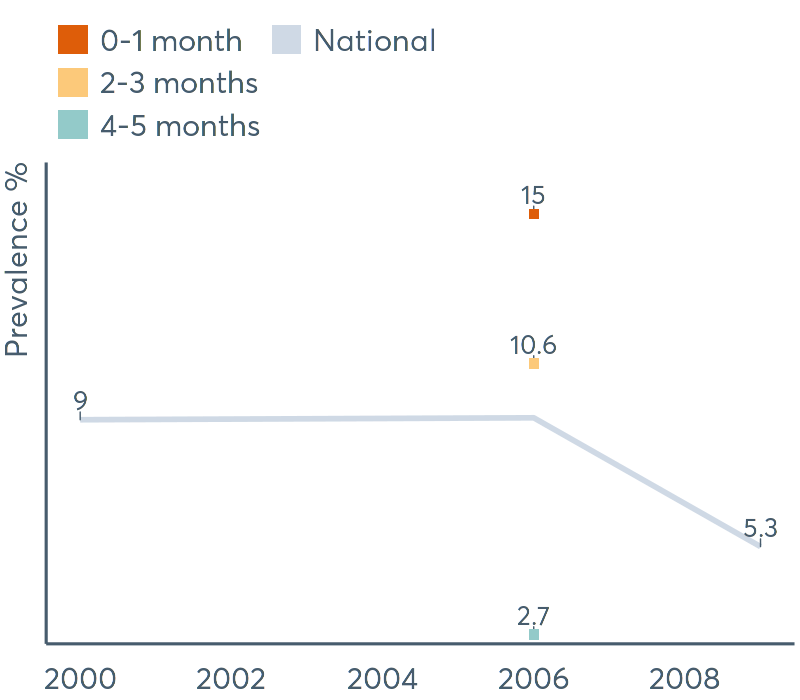 0-1 month
National
2-3 months
4-5 months
Prevalence %
15
10.6
9
5.3
2.7
2000 2002 2004 2006 2008